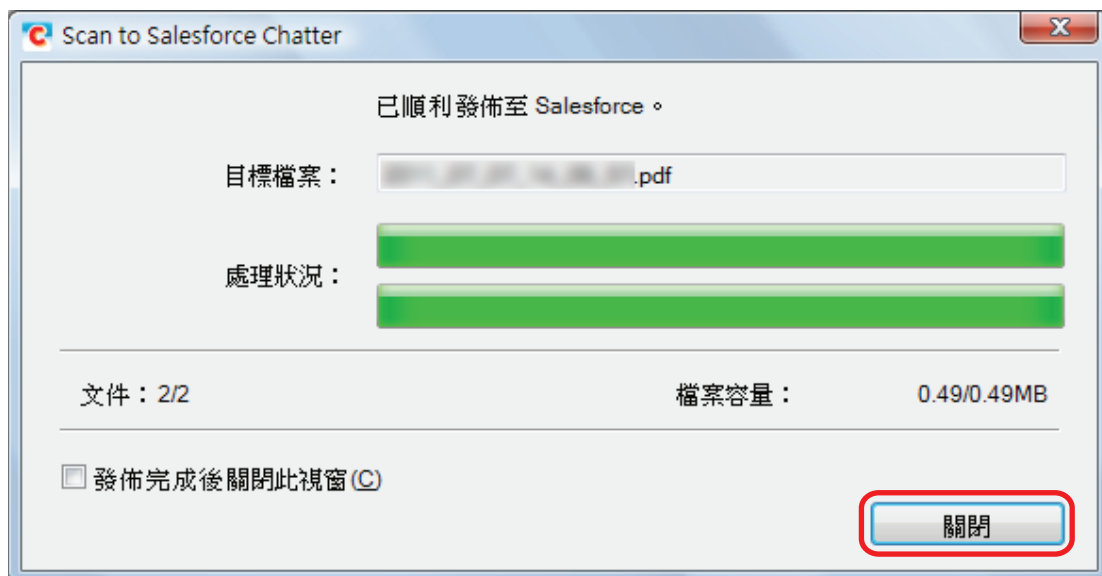 Scan to Salesforce Chatter
已順利發佈至 Salesforce。
目標檔案： .pdf
處理狀況：
文件：2/2 檔案容量： 0.49/0.49MB
發佈完成後關閉此視窗(C)
關閉